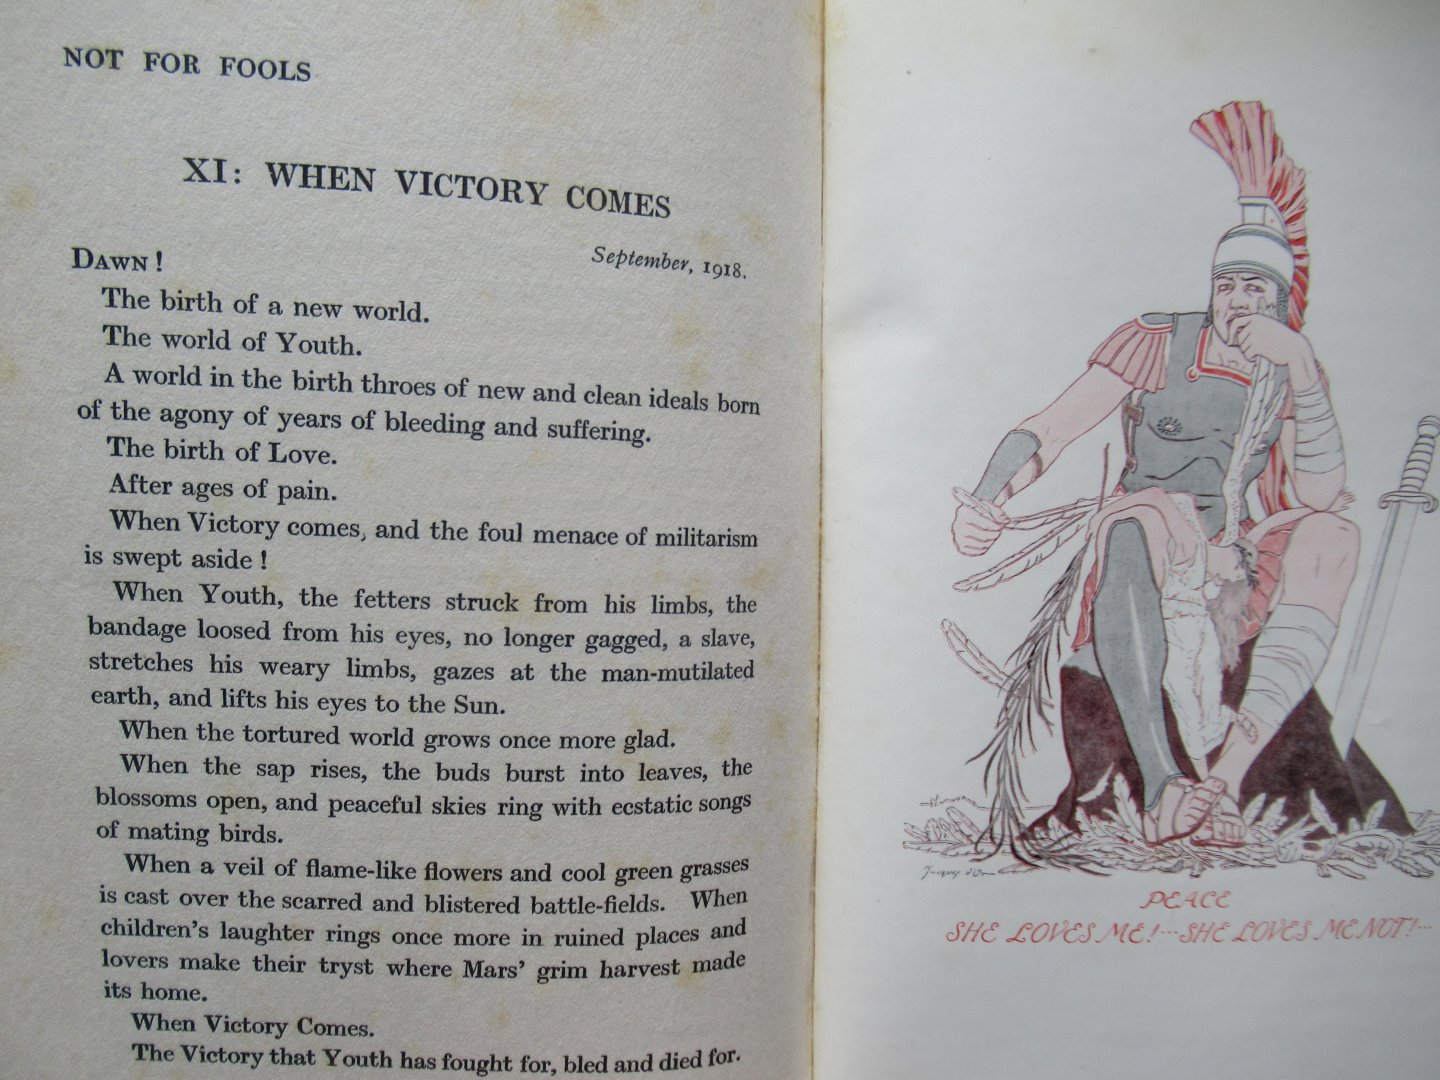 NOT FOR FOOLS
XI: WHEN VICTORY COMES
September, 1918.
DAWN!
The birth of a new world.
The world of Youth.
A world in the birth throes of new and clean ideals born
of the agony of years of bleeding and suffering.
The birth of Love.
After ages of pain.
When Victory comes, and the foul menace of militarism
is swept aside!
When Youth, the fetters struck from his limbs, the
bandage loosed from his eyes, no longer gagged, a slave,
stretches his weary limbs, gazes at the man-mutilated
earth, and lifts his eyes to the Sun.
When the tortured world grows once more glad.
When the sap rises, the buds burst into leaves, the
blossoms open, and peaceful skies ring with ecstatic songs
of mating birds.
When a veil of flame-like flowers and cool green grasses
is cast over the scarred and blistered battle-fields. When
children's laughter rings once more in ruined places and
lovers make their tryst where Mars' grim harvest made
its home.
When Victory Comes.
The Victory that Youth has fought for, bled and died for.
PEACE
SHE LOVES ME!···SHE LOVES ME NOT!···